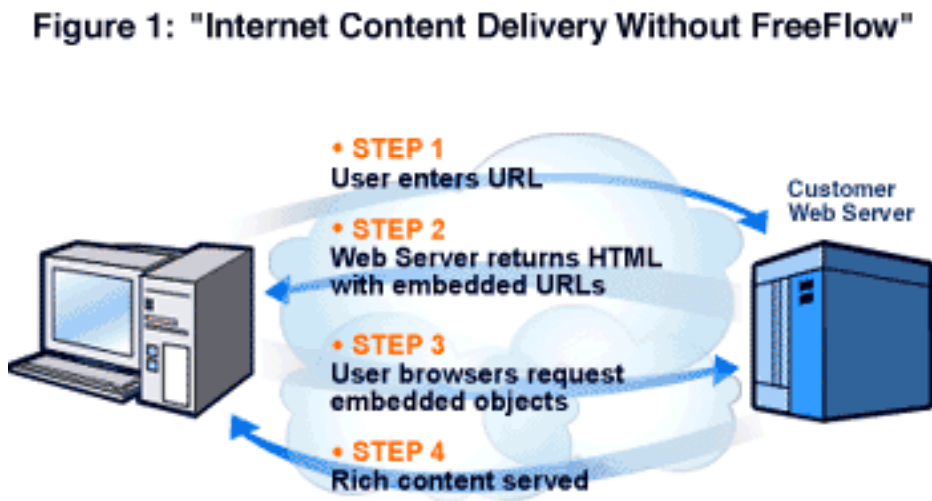 Figure 1: "Internet Content Delivery Without FreeFlow"
• STEP 1
User enters URL
Customer
Web Server
• STEP 2
Web Server returns HTML
with embedded URLs
• STEP 3
User browsers request
embedded objects
• STEP 4
Rich content served